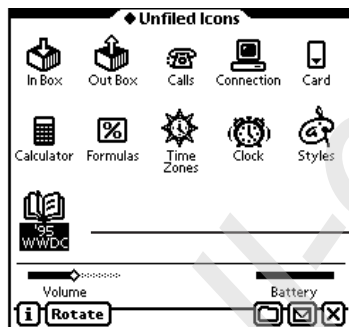 Unfiled Icons
In Box Out Box Calls Connection Card
Calculator Formulas Time Zones Clock Styles
'95 WWDC
Volume Battery
i Rotate